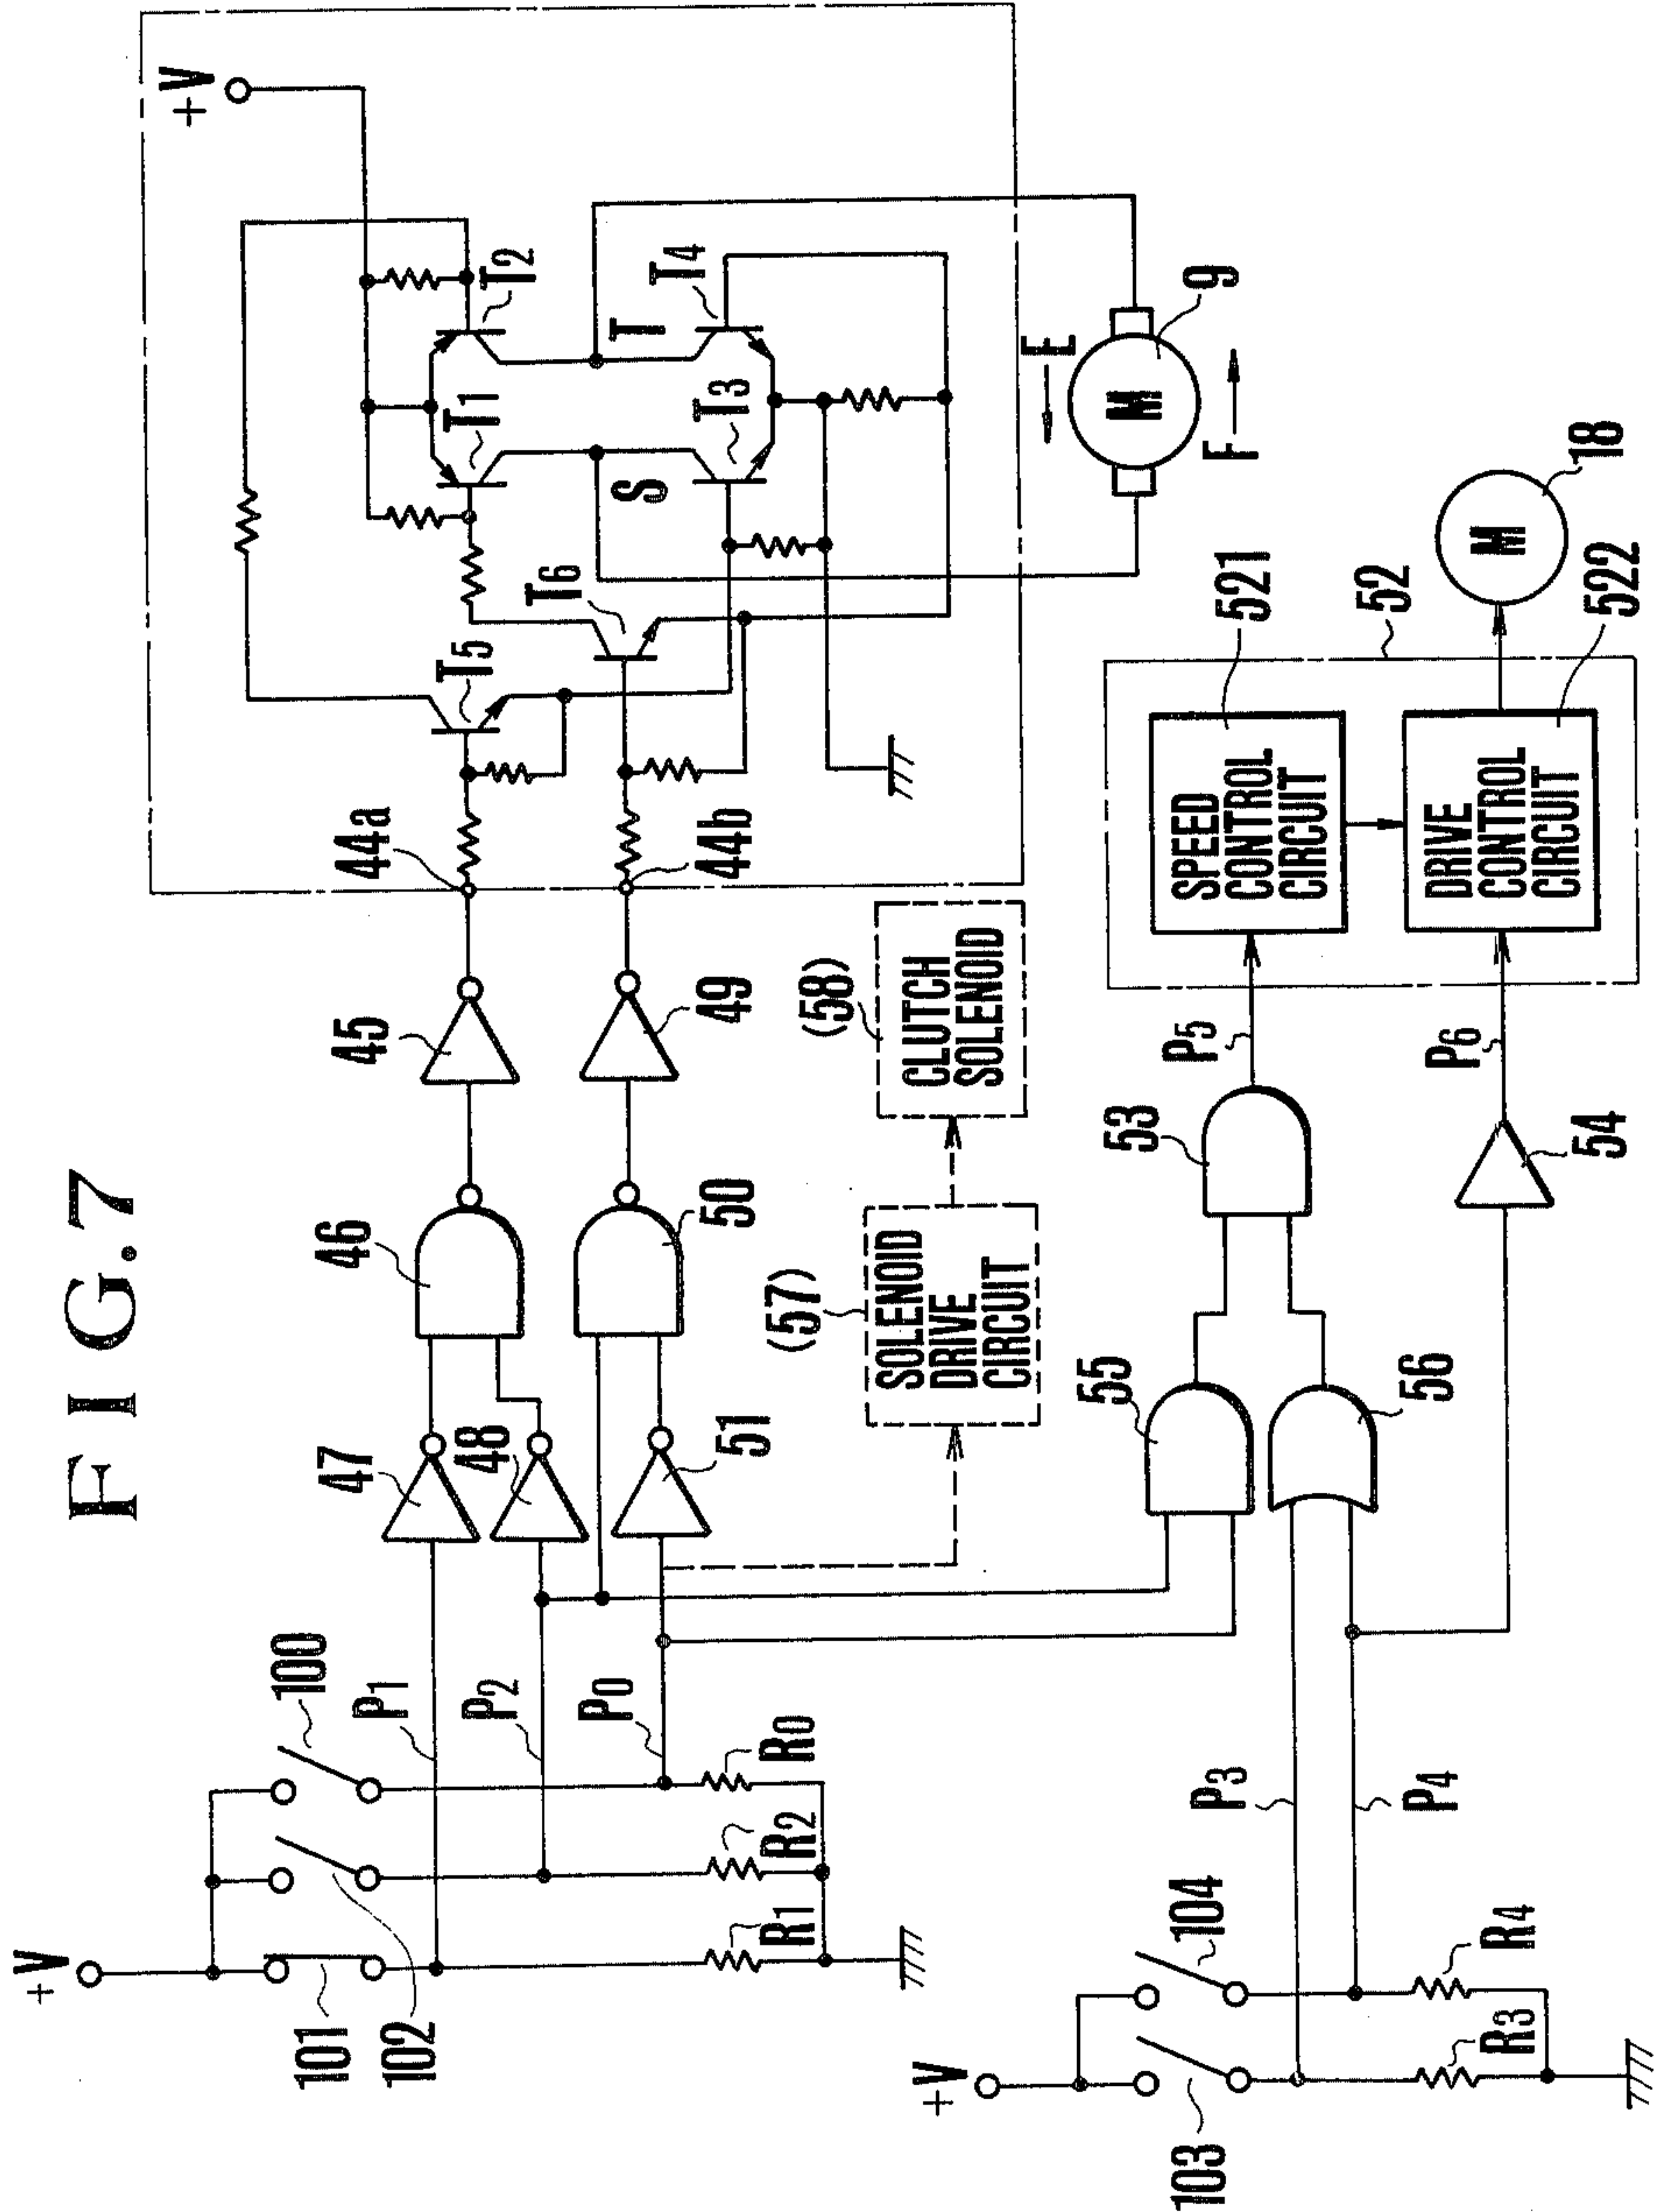 FIG. 7
+V
101
102
100
P1
P2
P0
R1
R2
R0
47
48
51
46
50
45
49
44a
44b
T5
T6
T1
T2
S
T
T3
T4
+V
E
M
9
F
(57)
SOLENOID
DRIVE
CIRCUIT
(58)
CLUTCH
SOLENOID
+V
103
104
P3
P4
R3
R4
55
56
53
54
P5
P6
SPEED
CONTROL
CIRCUIT
521
52
DRIVE
CONTROL
CIRCUIT
522
M
18